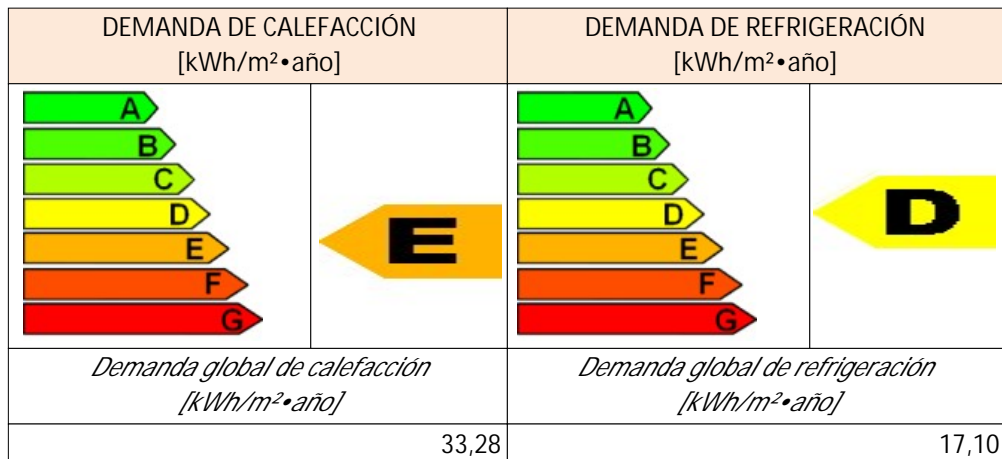 DEMANDA DE CALEFACCIÓN
[kWh/m²•año]
DEMANDA DE REFRIGERACIÓN
[kWh/m²•año]
A
B
C
D
E
F
G
E
A
B
C
D
E
F
G
D
Demanda global de calefacción
[kWh/m²•año]
Demanda global de refrigeración
[kWh/m²•año]
33,28
17,10